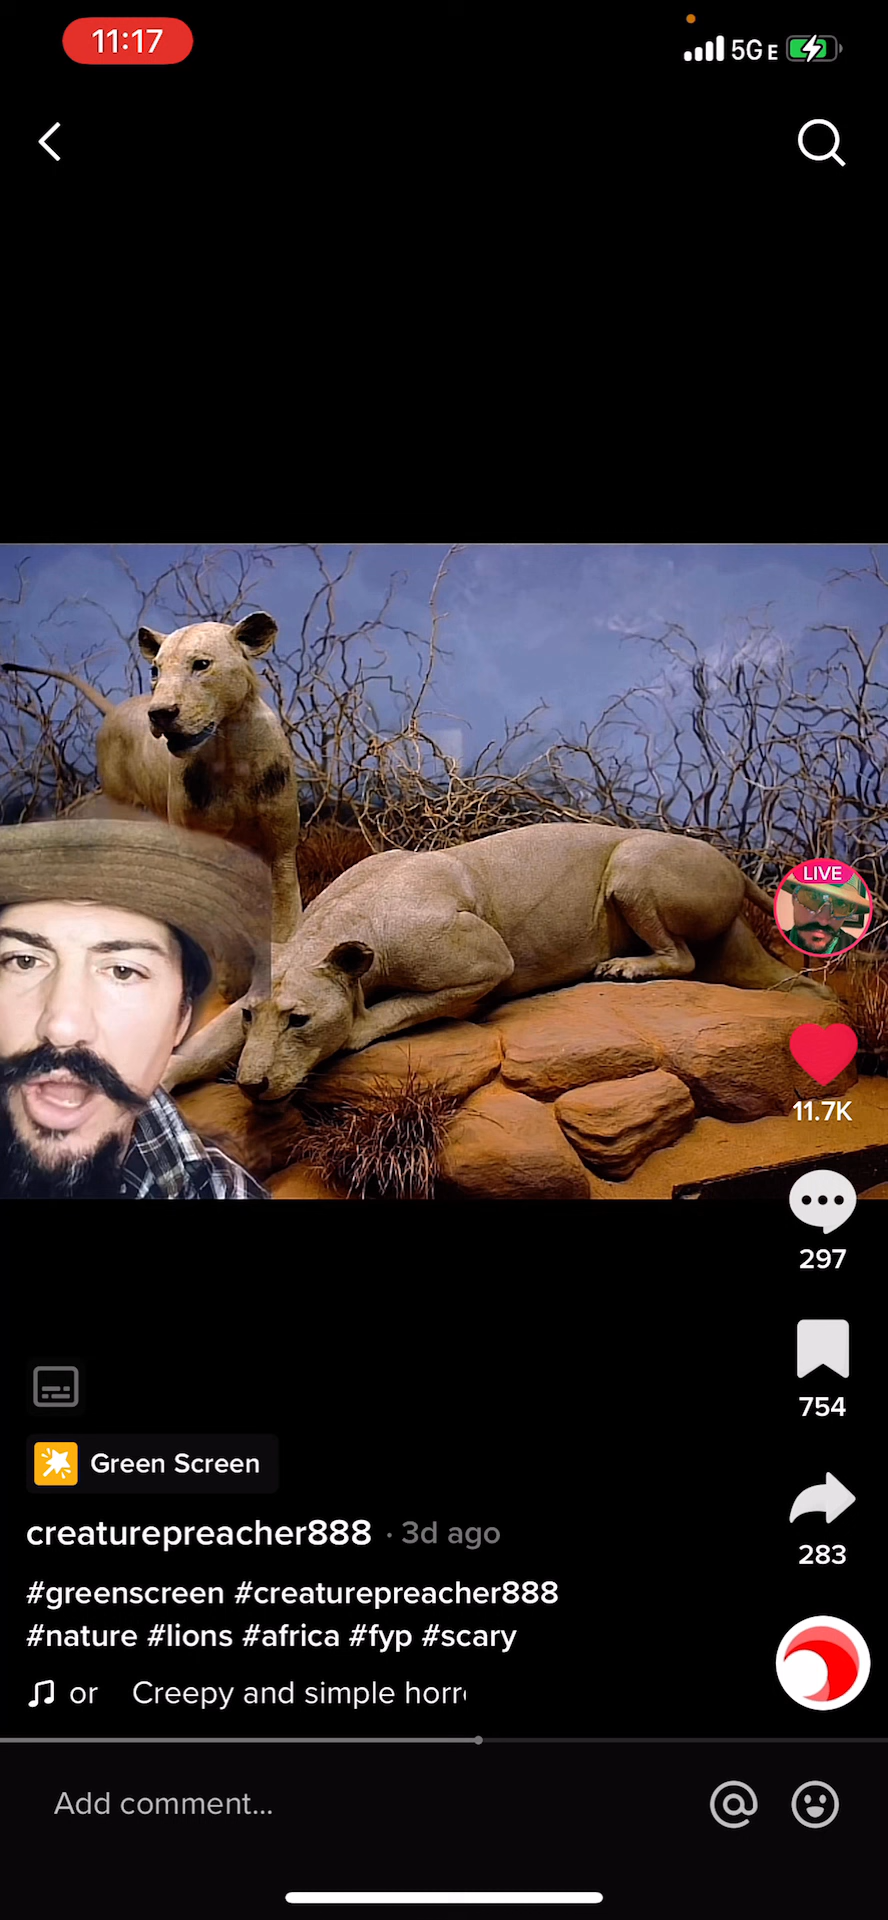 11:17
5G E
LIVE
11.7K
297
754
Green Screen
283
creaturepreacher888 · 3d ago
#greenscreen #creaturepreacher888
#nature #lions #africa #fyp #scary
or Creepy and simple
Add comment...